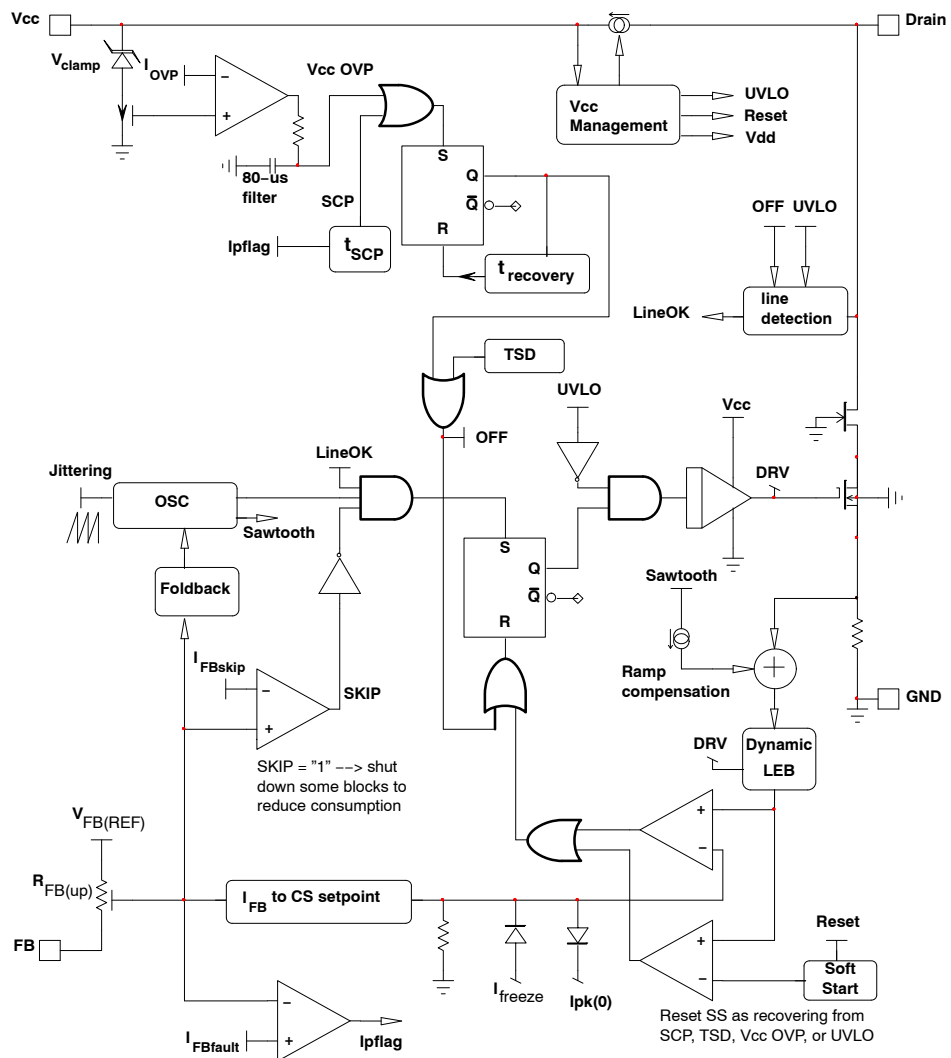 Vcc
Drain
Vclamp
IOVP
−
+
Vcc OVP
80−us
filter
SCP
Ipflag
tSCP
S
Q
Q
R
trecovery
Vcc
Management
UVLO
Reset
Vdd
OFF
UVLO
LineOK
line
detection
TSD
OFF
UVLO
Vcc
DRV
LineOK
Jittering
OSC
Sawtooth
Foldback
S
Q
Q
R
Sawtooth
Ramp
compensation
+
GND
IFBskip
−
+
SKIP
SKIP = ”1” −−> shut
down some blocks to
reduce consumption
DRV
Dynamic
LEB
VFB(REF)
RFB(up)
FB
IFB to CS setpoint
+
−
Ifreeze
Ipk(0)
+
−
Reset
Soft
Start
Reset SS as recovering from
SCP, TSD, Vcc OVP, or UVLO
−
+
IFBfault
Ipflag